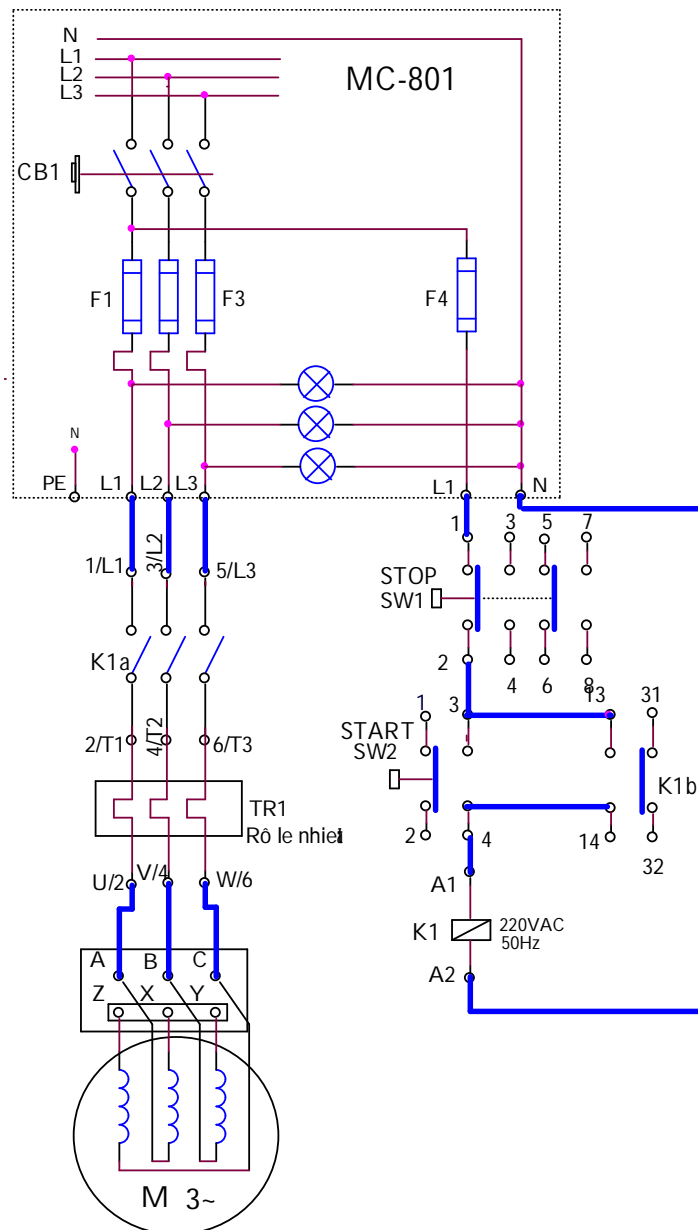 N
L1
L2
L3
MC-801
CB1
F1
F3
F4
N
PE
L1
L2
L3
L1
N
1
3
5
7
1/L1
3/L2
5/L3
STOP
SW1
K1a
2
4
6
8
1
3
13
31
START
SW2
2/T1
4/T2
6/T3
K1b
TR1
Rô le nhiệt
2
4
14
32
U/2
V/4
W/6
A1
K1
220VAC
50Hz
A
B
C
A2
Z
X
Y
M 3~